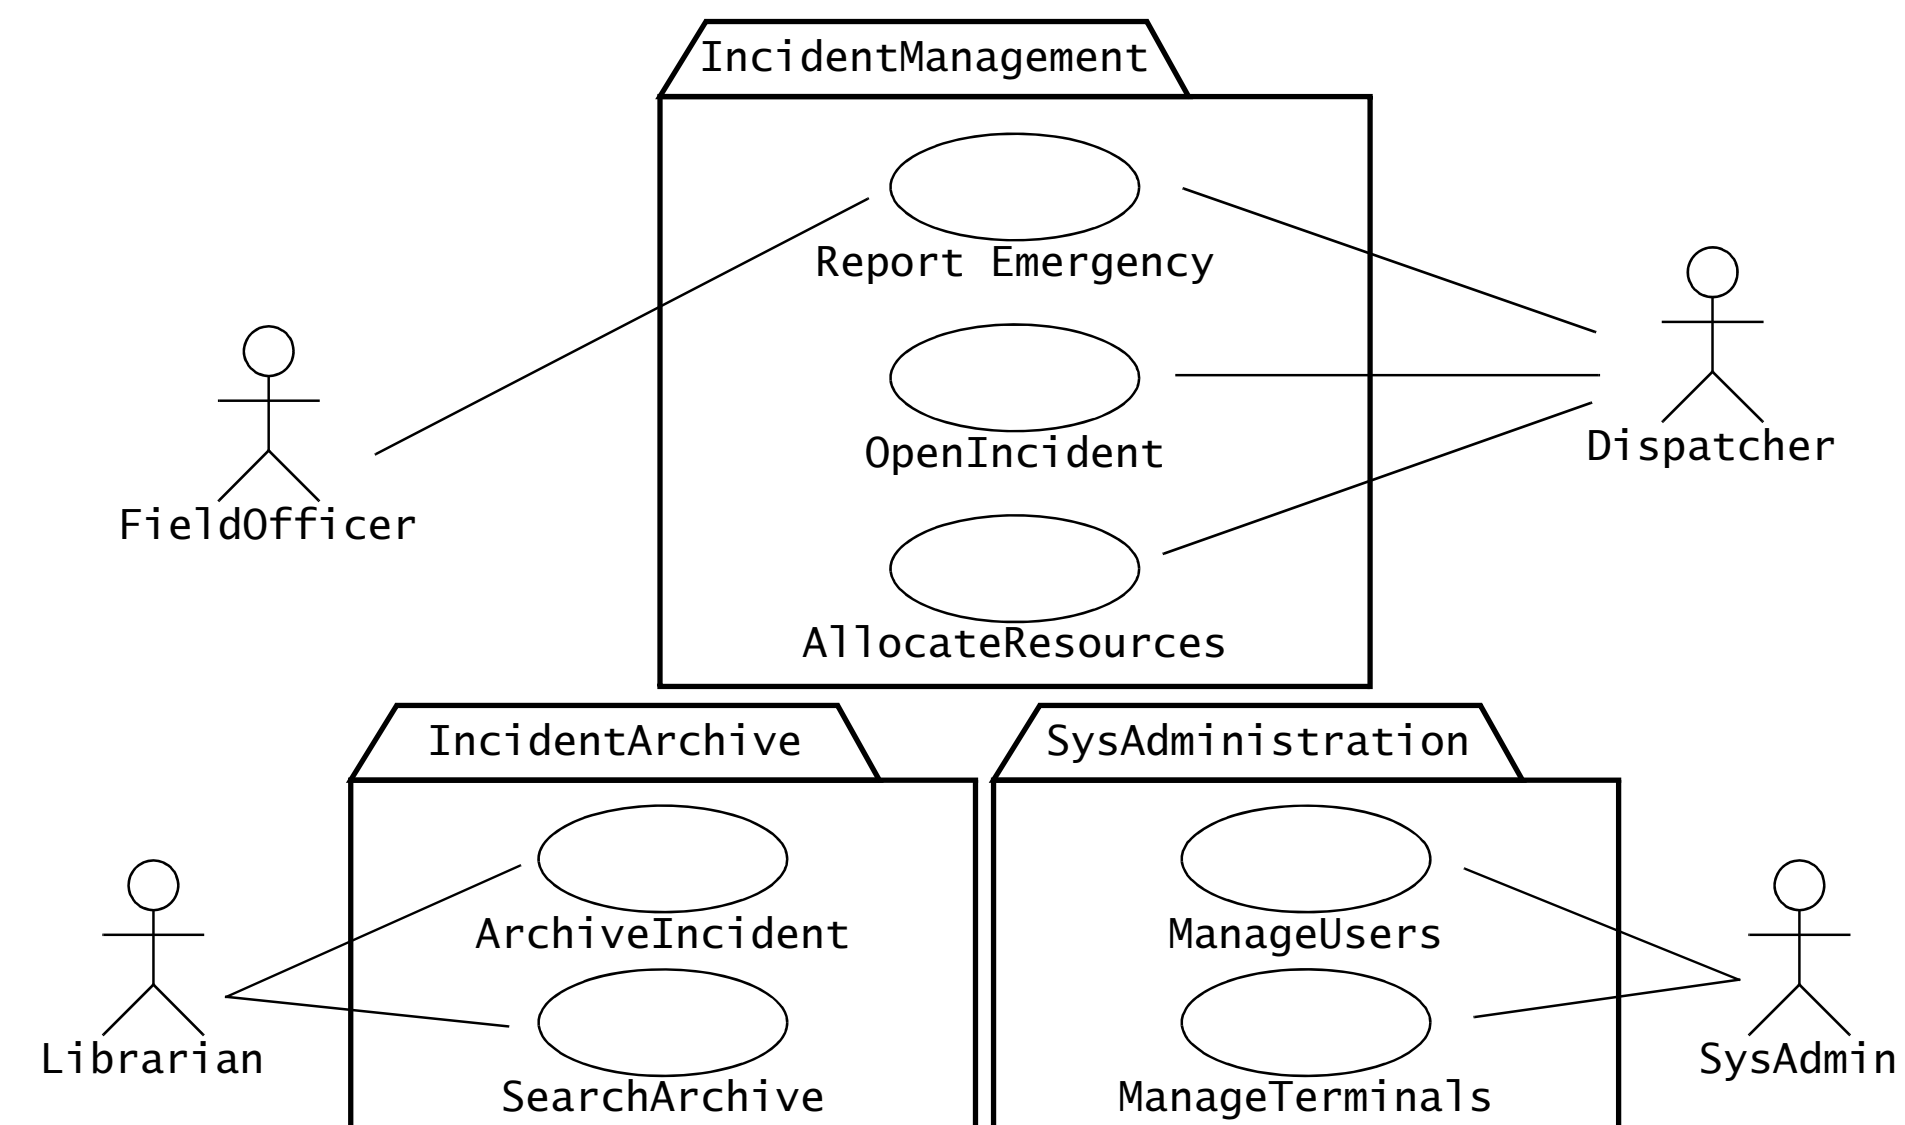 IncidentManagement
Report Emergency
OpenIncident
Dispatcher
FieldOfficer
AllocateResources
IncidentArchive
SysAdministration
ArchiveIncident
ManageUsers
Librarian
SysAdmin
SearchArchive
ManageTerminals